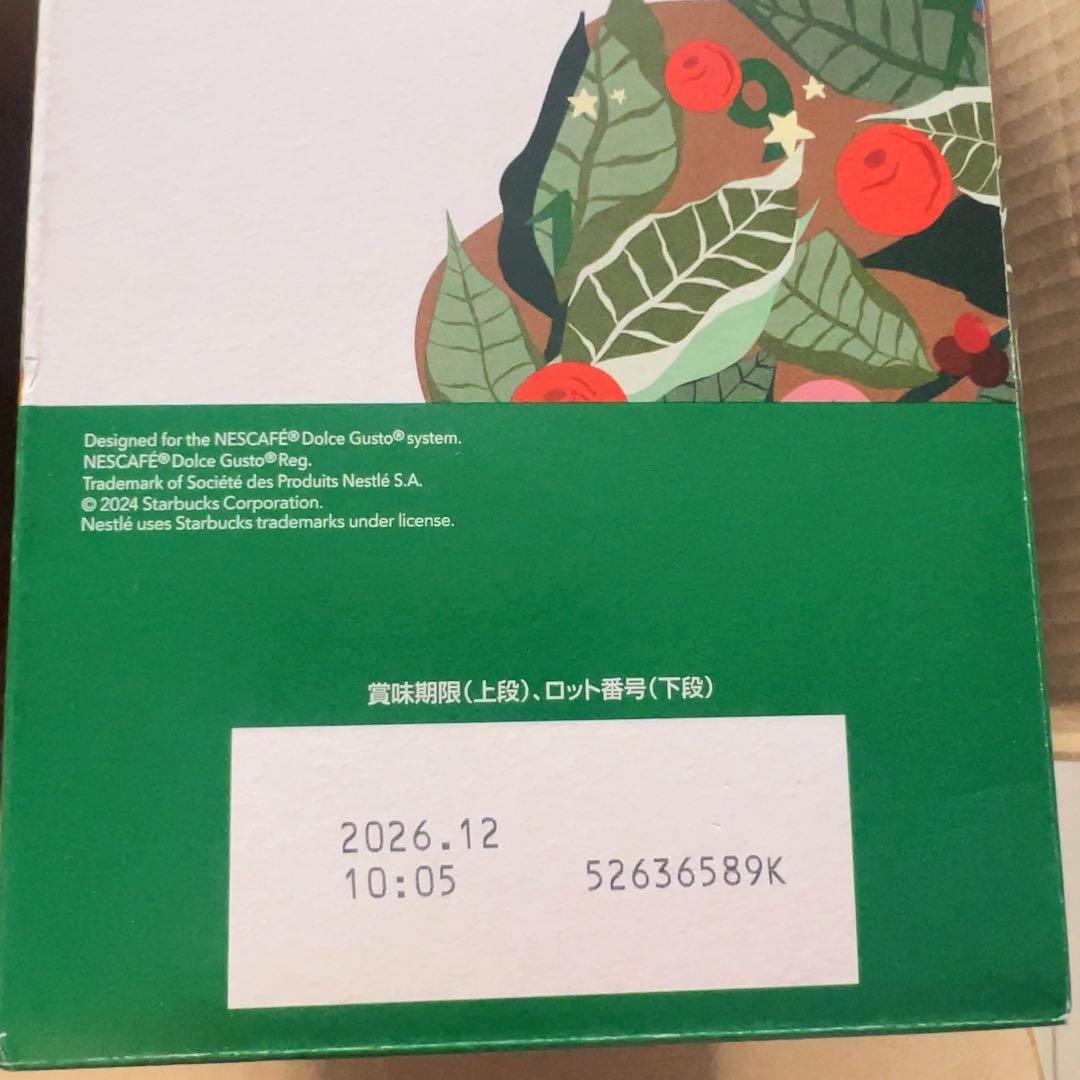 Designed for the NESCAFÉ® Dolce Gusto® system.
NESCAFÉ® Dolce Gusto® Reg.
Trademark of Société des Produits Nestlé S.A.
© 2024 Starbucks Corporation.
Nestlé uses Starbucks trademarks under license.
賞味期限(上段)、ロット番号(下段)
2026.12
10:05 52636589K